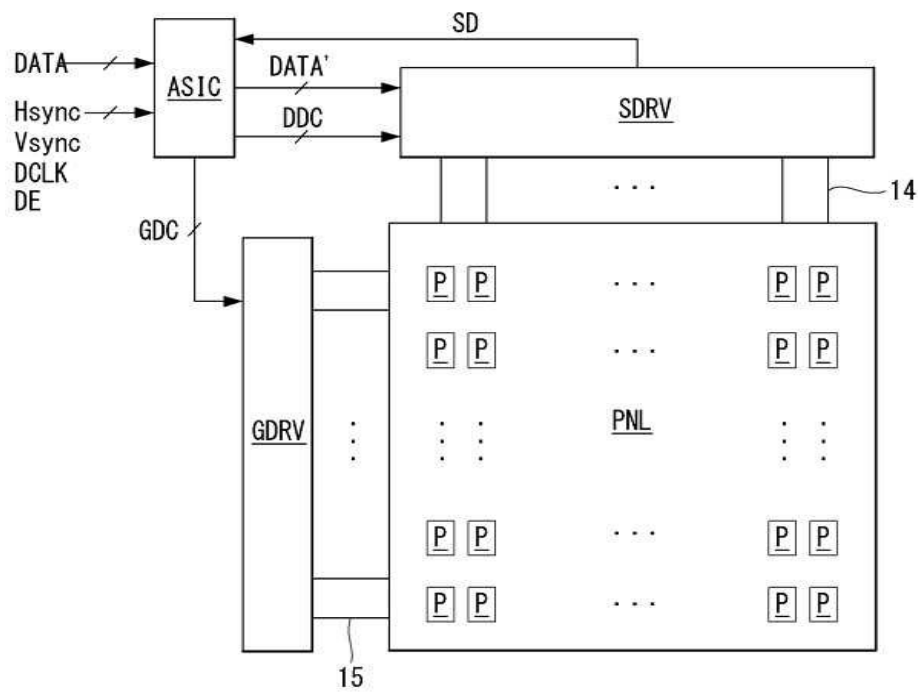 SD
DATA
ASIC
DATA'
SDRV
Hsync
DDC
Vsync
DCLK
DE
14
GDC
P P ... P P
P P ... P P
GDRV
PNL
P P ... P P
P P ... P P
15